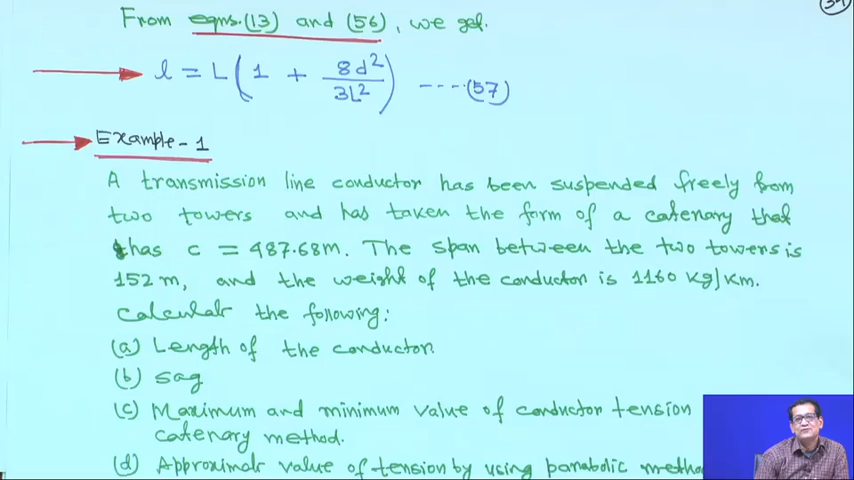 From eqns.(13) and (56), we get.
l = L(1 + 8d²/3L²) ----(57)
Example-1
A transmission line conductor has been suspended freely from
two towers and has taken the form of a catenary that
has c = 487.68m. The span between the two towers is
152 m, and the weight of the conductor is 1160 kg/km.
Calculate the following:
(a) Length of the conductor.
(b) sag
(c) Maximum and minimum value of conductor tension
catenary method.
(d) Approximate value of tension by using parabolic